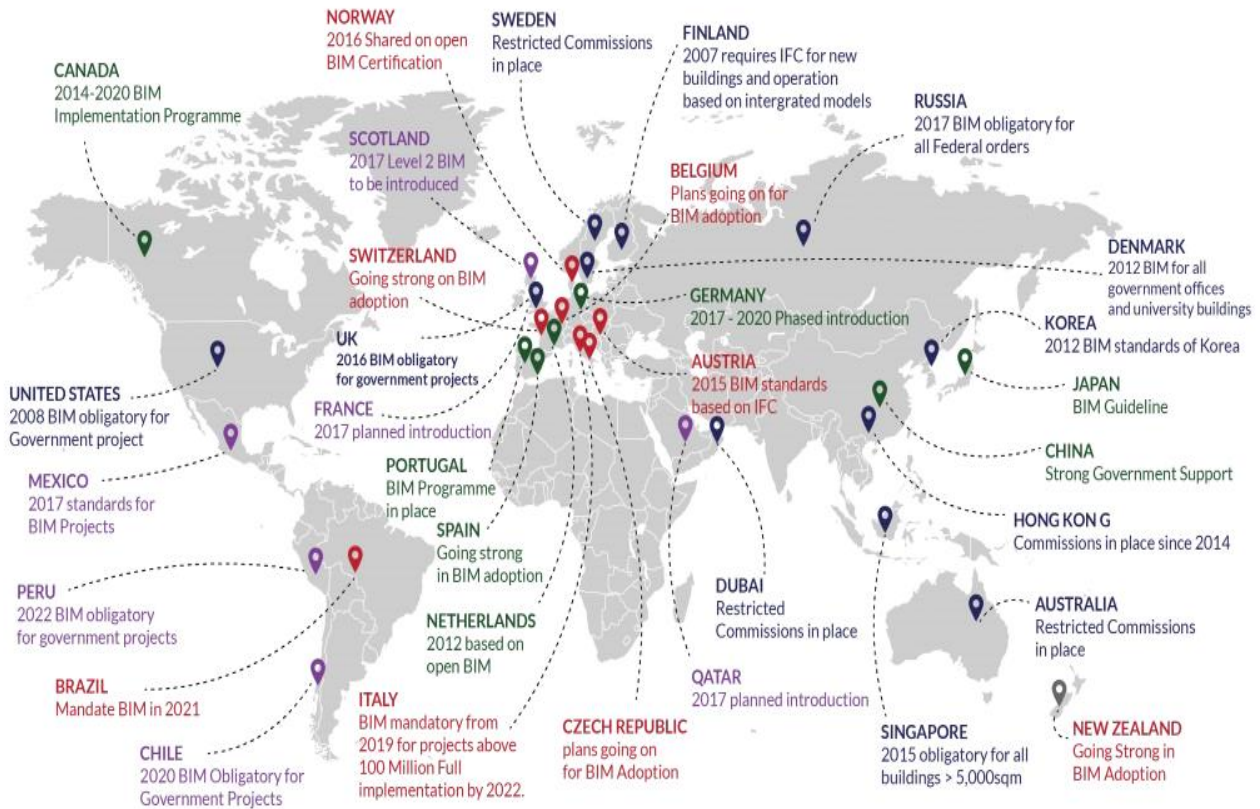 NORWAY
2016 Shared on open
BIM Certification
SWEDEN
Restricted Commissions
in place
FINLAND
2007 requires IFC for new
buildings and operation
based on intergrated models
CANADA
2014-2020 BIM
Implementation Programme
RUSSIA
2017 BIM obligatory for
all Federal orders
SCOTLAND
2017 Level 2 BIM
to be introduced
BELGIUM
Plans going on for
BIM adoption
SWITZERLAND
Going strong on BIM
adoption
DENMARK
2012 BIM for all
government offices
and university buildings
GERMANY
2017 - 2020 Phased introduction
KOREA
2012 BIM standards of Korea
UK
2016 BIM obligatory
for government projects
AUSTRIA
2015 BIM standards
based on IFC
JAPAN
BIM Guideline
UNITED STATES
2008 BIM obligatory for
Government project
FRANCE
2017 planned introduction
CHINA
Strong Government Support
PORTUGAL
BIM Programme
in place
MEXICO
2017 standards for
BIM Projects
SPAIN
Going strong
in BIM adoption
HONG KON G
Commissions in place since 2014
PERU
2022 BIM obligatory
for government projects
DUBAI
Restricted
Commissions in place
AUSTRALIA
Restricted Commissions
in place
NETHERLANDS
2012 based on
open BIM
QATAR
2017 planned introduction
BRAZIL
Mandate BIM in 2021
ITALY
BIM mandatory from
2019 for projects above
100 Million Full
implementation by 2022.
CZECH REPUBLIC
plans going on
for BIM Adoption
SINGAPORE
2015 obligatory for all
buildings > 5,000sqm
NEW ZEALAND
Going Strong in
BIM Adoption
CHILE
2020 BIM Obligatory for
Government Projects